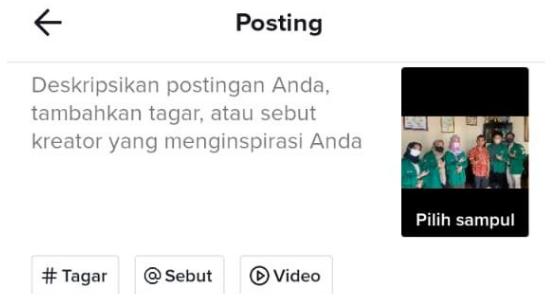 Posting
Deskripsikan postingan Anda,
tambahkan tagar, atau sebut
kreator yang menginspirasi Anda
Pilih sampul
# Tagar
@ Sebut
Video